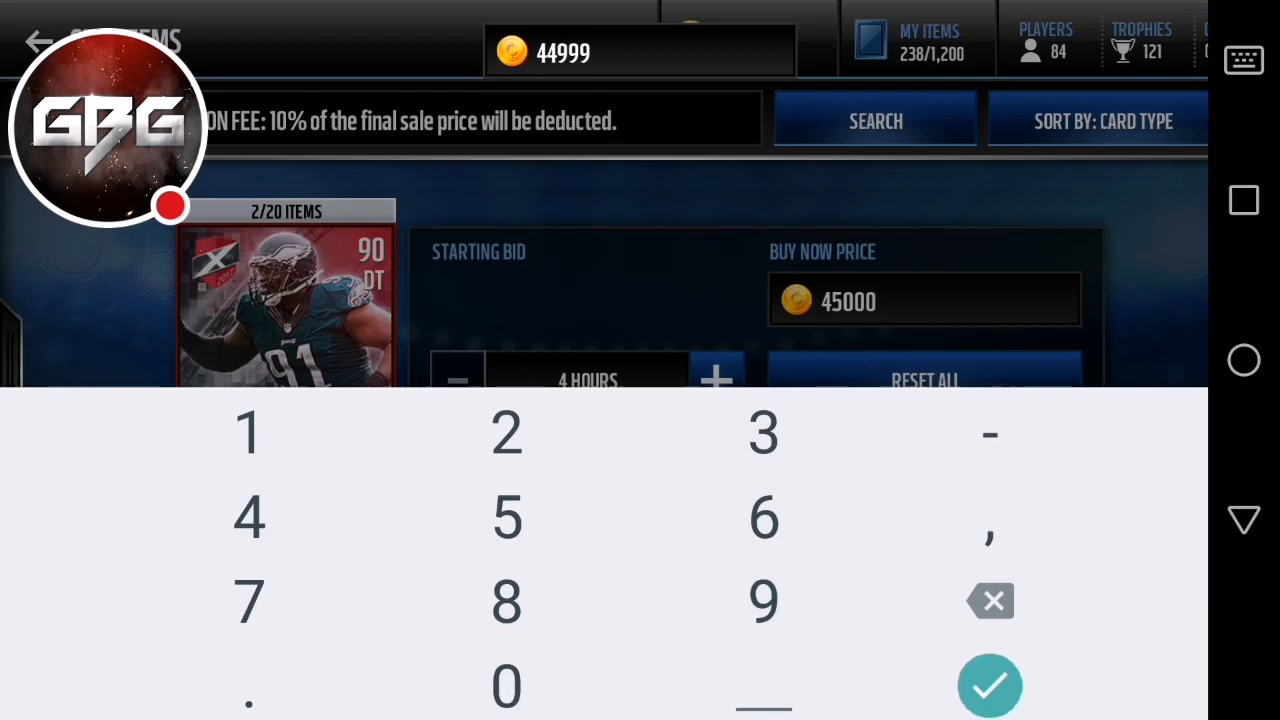 MY ITEMS
238/1,200
PLAYERS
84
TROPHIES
121
44999
GBG
ON FEE: 10% of the final sale price will be deducted.
SEARCH
SORT BY: CARD TYPE
2/20 ITEMS
X
2017
90
DT
91
STARTING BID
BUY NOW PRICE
45000
−
4 HOURS
+
RESET ALL
1 2 3 -
4 5 6 ,
7 8 9
. 0 _